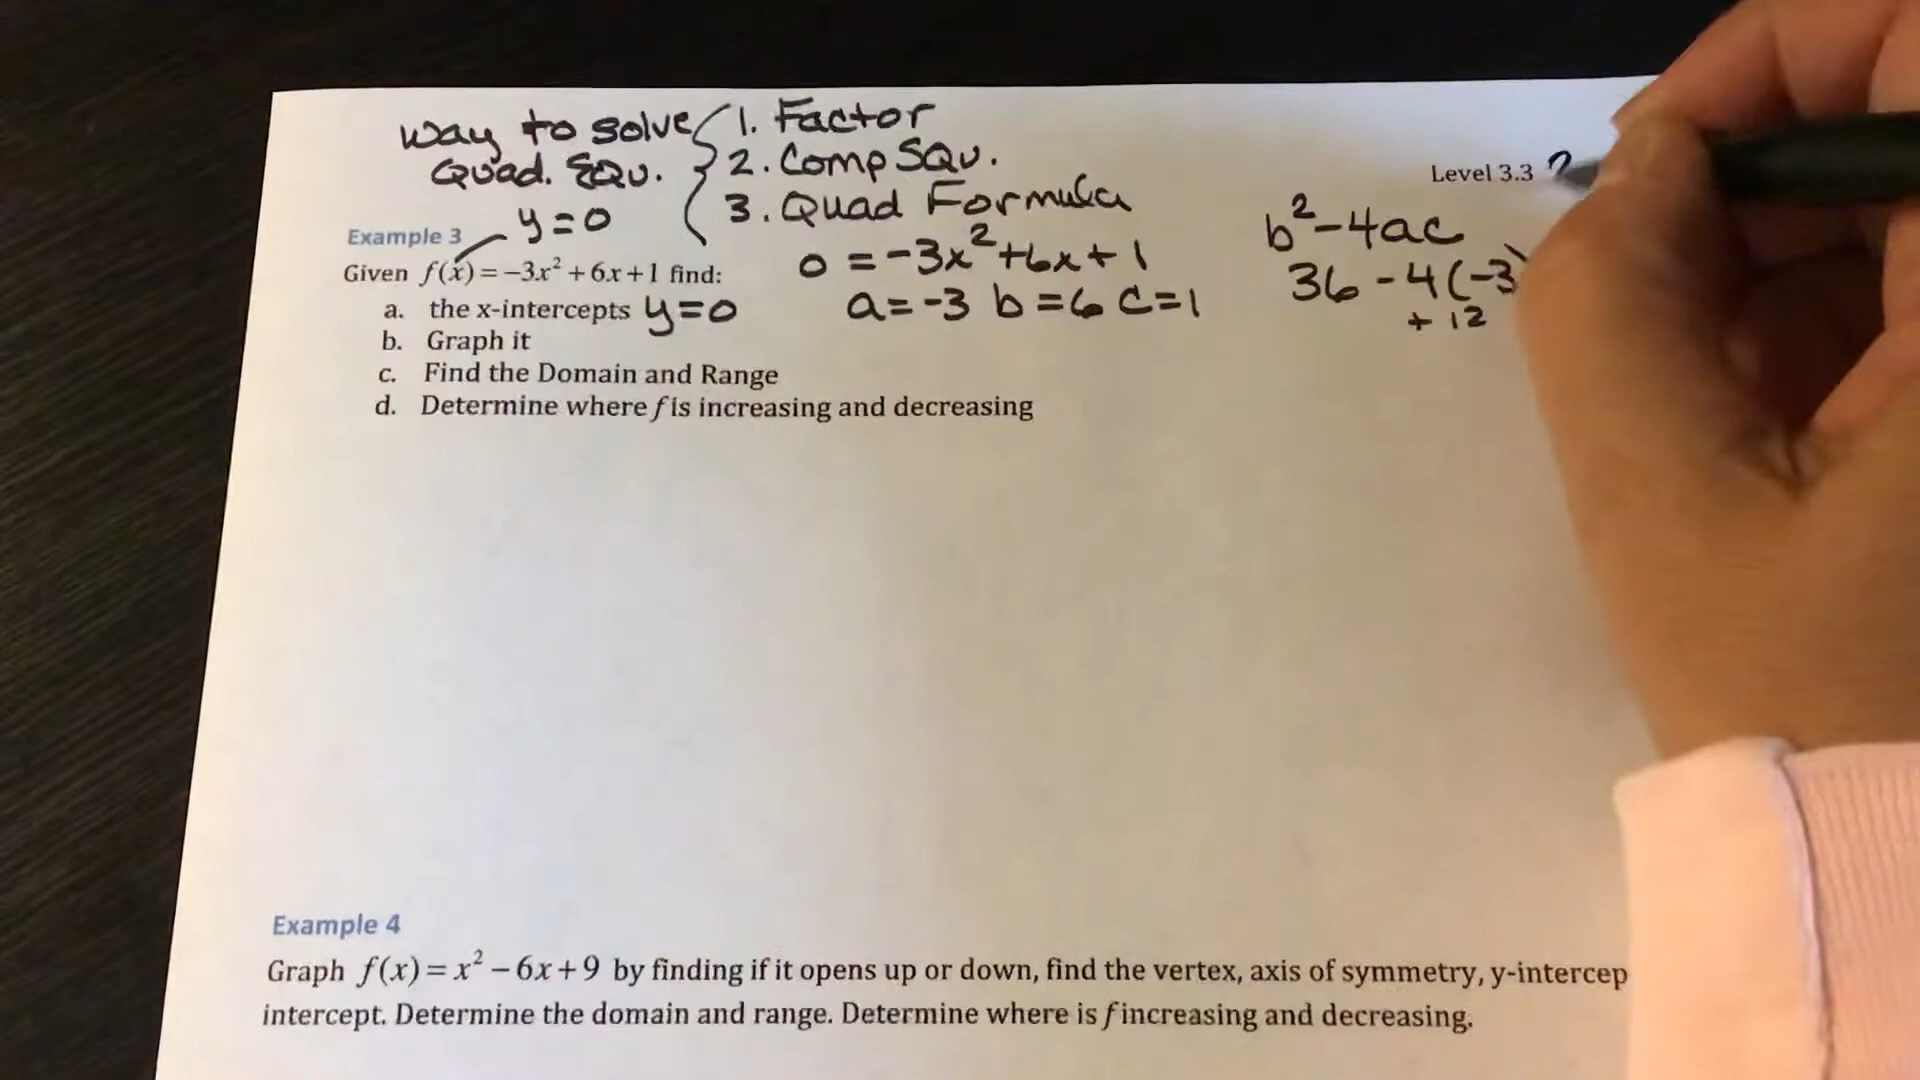 way to solve 1. Factor
Quad. EQu. 2. Comp SQu.
3. Quad Formula
Level 3.3
y=0
Example 3
0 = -3x²+6x+1
b²-4ac
Given f(x)=-3x²+6x+1 find:
36 -4(-3)
a. the x-intercepts y=0
a=-3 b=6 c=1
+12
b. Graph it
c. Find the Domain and Range
d. Determine where f is increasing and decreasing
Example 4
Graph f(x)=x²-6x+9 by finding if it opens up or down, find the vertex, axis of symmetry, y-intercep
intercept. Determine the domain and range. Determine where is f increasing and decreasing.